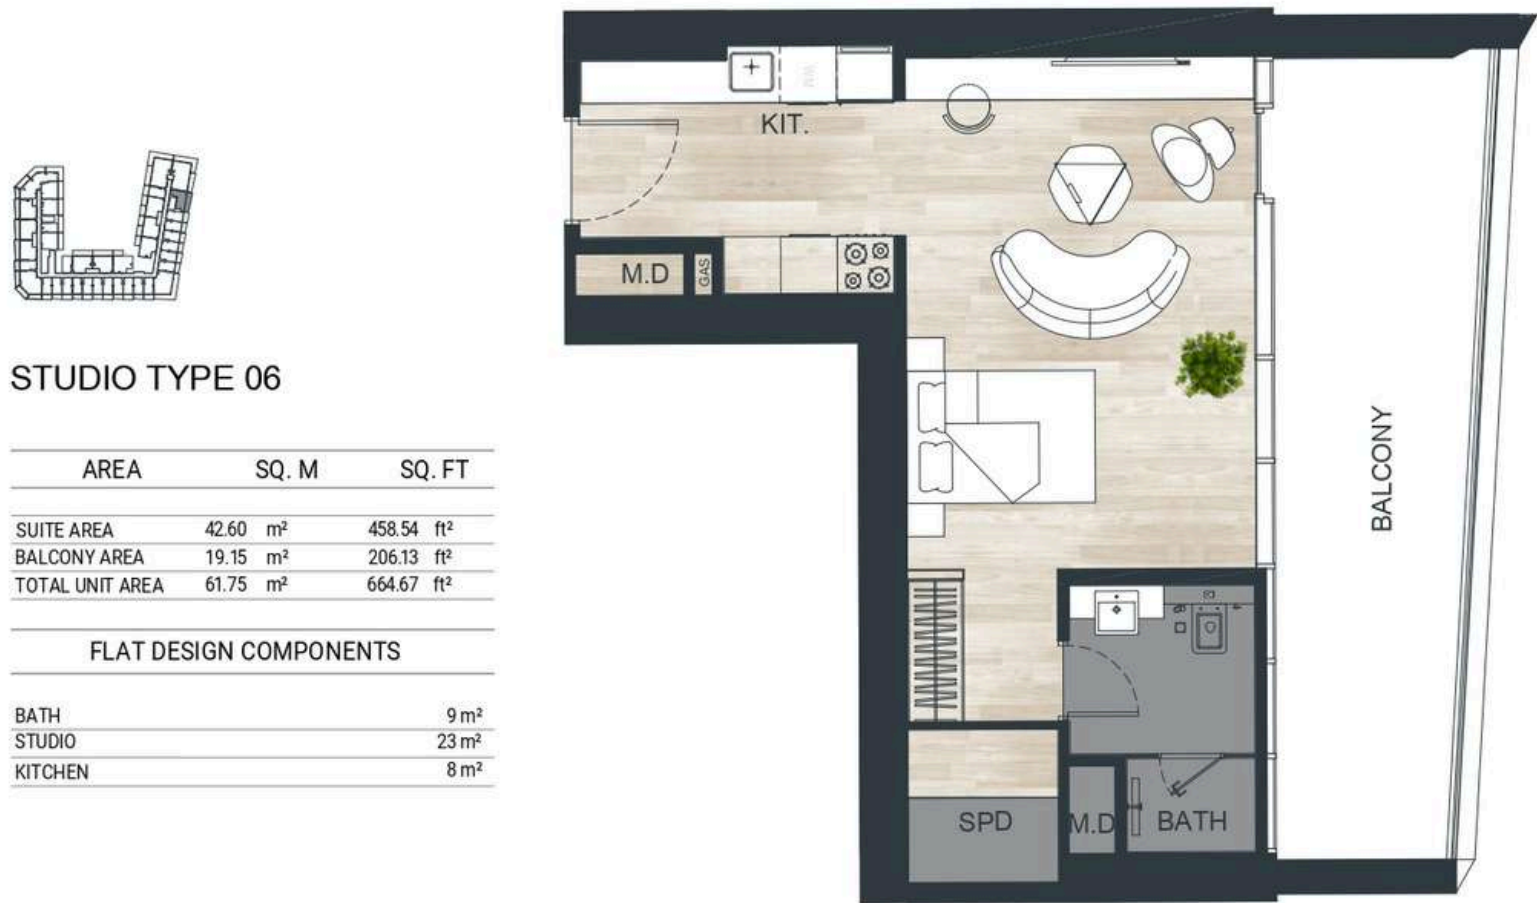 STUDIO TYPE 06
AREA SQ. M SQ. FT
SUITE AREA 42.60 m² 458.54 ft²
BALCONY AREA 19.15 m² 206.13 ft²
TOTAL UNIT AREA 61.75 m² 664.67 ft²
FLAT DESIGN COMPONENTS
BATH 9 m²
STUDIO 23 m²
KITCHEN 8 m²
WM
KIT.
M.D
GAS
BALCONY
SPD
M.D
BATH